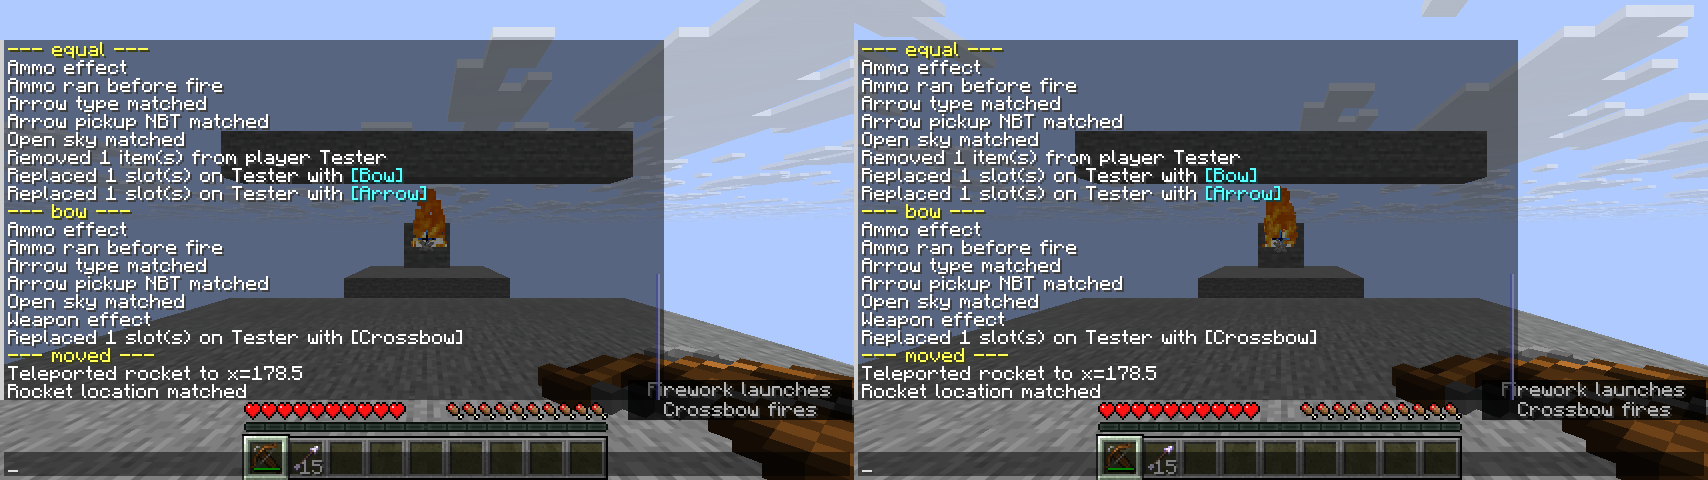 --- equal ---
Ammo effect
Ammo ran before fire
Arrow type matched
Arrow pickup NBT matched
Open sky matched
Removed 1 item(s) from player Tester
Replaced 1 slot(s) on Tester with [Bow]
Replaced 1 slot(s) on Tester with [Arrow]
--- bow ---
Ammo effect
Ammo ran before fire
Arrow type matched
Arrow pickup NBT matched
Open sky matched
Weapon effect
Replaced 1 slot(s) on Tester with [Crossbow]
--- moved ---
Teleported rocket to x=178.5
Rocket location matched
Firework launches
Crossbow fires
15
_
--- equal ---
Ammo effect
Ammo ran before fire
Arrow type matched
Arrow pickup NBT matched
Open sky matched
Removed 1 item(s) from player Tester
Replaced 1 slot(s) on Tester with [Bow]
Replaced 1 slot(s) on Tester with [Arrow]
--- bow ---
Ammo effect
Ammo ran before fire
Arrow type matched
Arrow pickup NBT matched
Open sky matched
Weapon effect
Replaced 1 slot(s) on Tester with [Crossbow]
--- moved ---
Teleported rocket to x=178.5
Rocket location matched
Firework launches
Crossbow fires
15
_